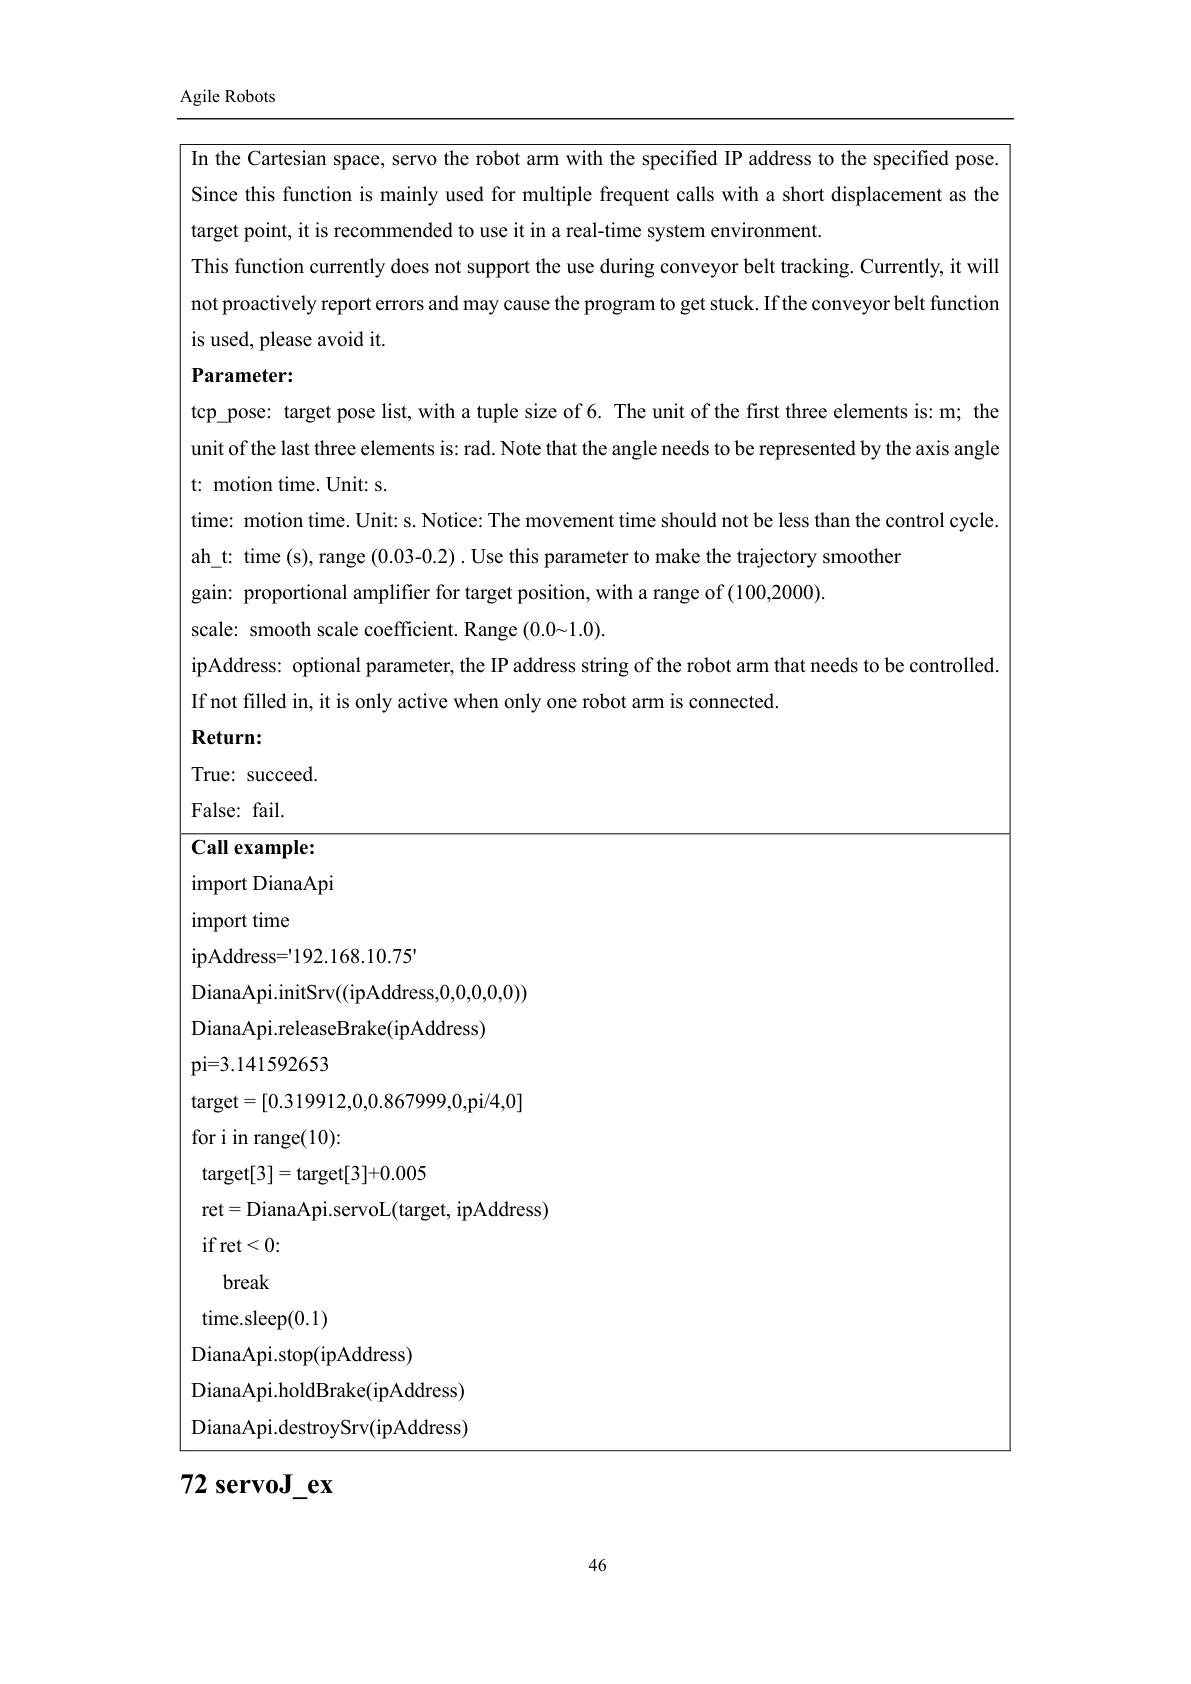 Agile Robots
In the Cartesian space, servo the robot arm with the specified IP address to the specified pose.
Since this function is mainly used for multiple frequent calls with a short displacement as the
target point, it is recommended to use it in a real-time system environment.
This function currently does not support the use during conveyor belt tracking. Currently, it will
not proactively report errors and may cause the program to get stuck. If the conveyor belt function
is used, please avoid it.
Parameter:
tcp_pose: target pose list, with a tuple size of 6. The unit of the first three elements is: m; the
unit of the last three elements is: rad. Note that the angle needs to be represented by the axis angle
t: motion time. Unit: s.
time: motion time. Unit: s. Notice: The movement time should not be less than the control cycle.
ah_t: time (s), range (0.03-0.2) . Use this parameter to make the trajectory smoother
gain: proportional amplifier for target position, with a range of (100,2000).
scale: smooth scale coefficient. Range (0.0~1.0).
ipAddress: optional parameter, the IP address string of the robot arm that needs to be controlled.
If not filled in, it is only active when only one robot arm is connected.
Return:
True: succeed.
False: fail.
Call example:
import DianaApi
import time
ipAddress='192.168.10.75'
DianaApi.initSrv((ipAddress,0,0,0,0,0))
DianaApi.releaseBrake(ipAddress)
pi=3.141592653
target = [0.319912,0,0.867999,0,pi/4,0]
for i in range(10):
target[3] = target[3]+0.005
ret = DianaApi.servoL(target, ipAddress)
if ret < 0:
break
time.sleep(0.1)
DianaApi.stop(ipAddress)
DianaApi.holdBrake(ipAddress)
DianaApi.destroySrv(ipAddress)
72 servoJ_ex
46